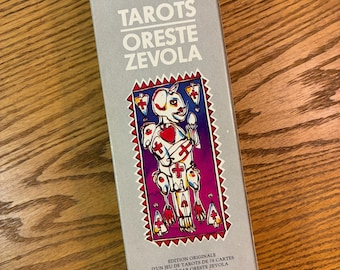 TAROTS
ORESTE
ZEVOLA
EDITION ORIGINALE
D'UN JEU DE TAROTS DE 78 CARTES
ORESTE ZEVOLA